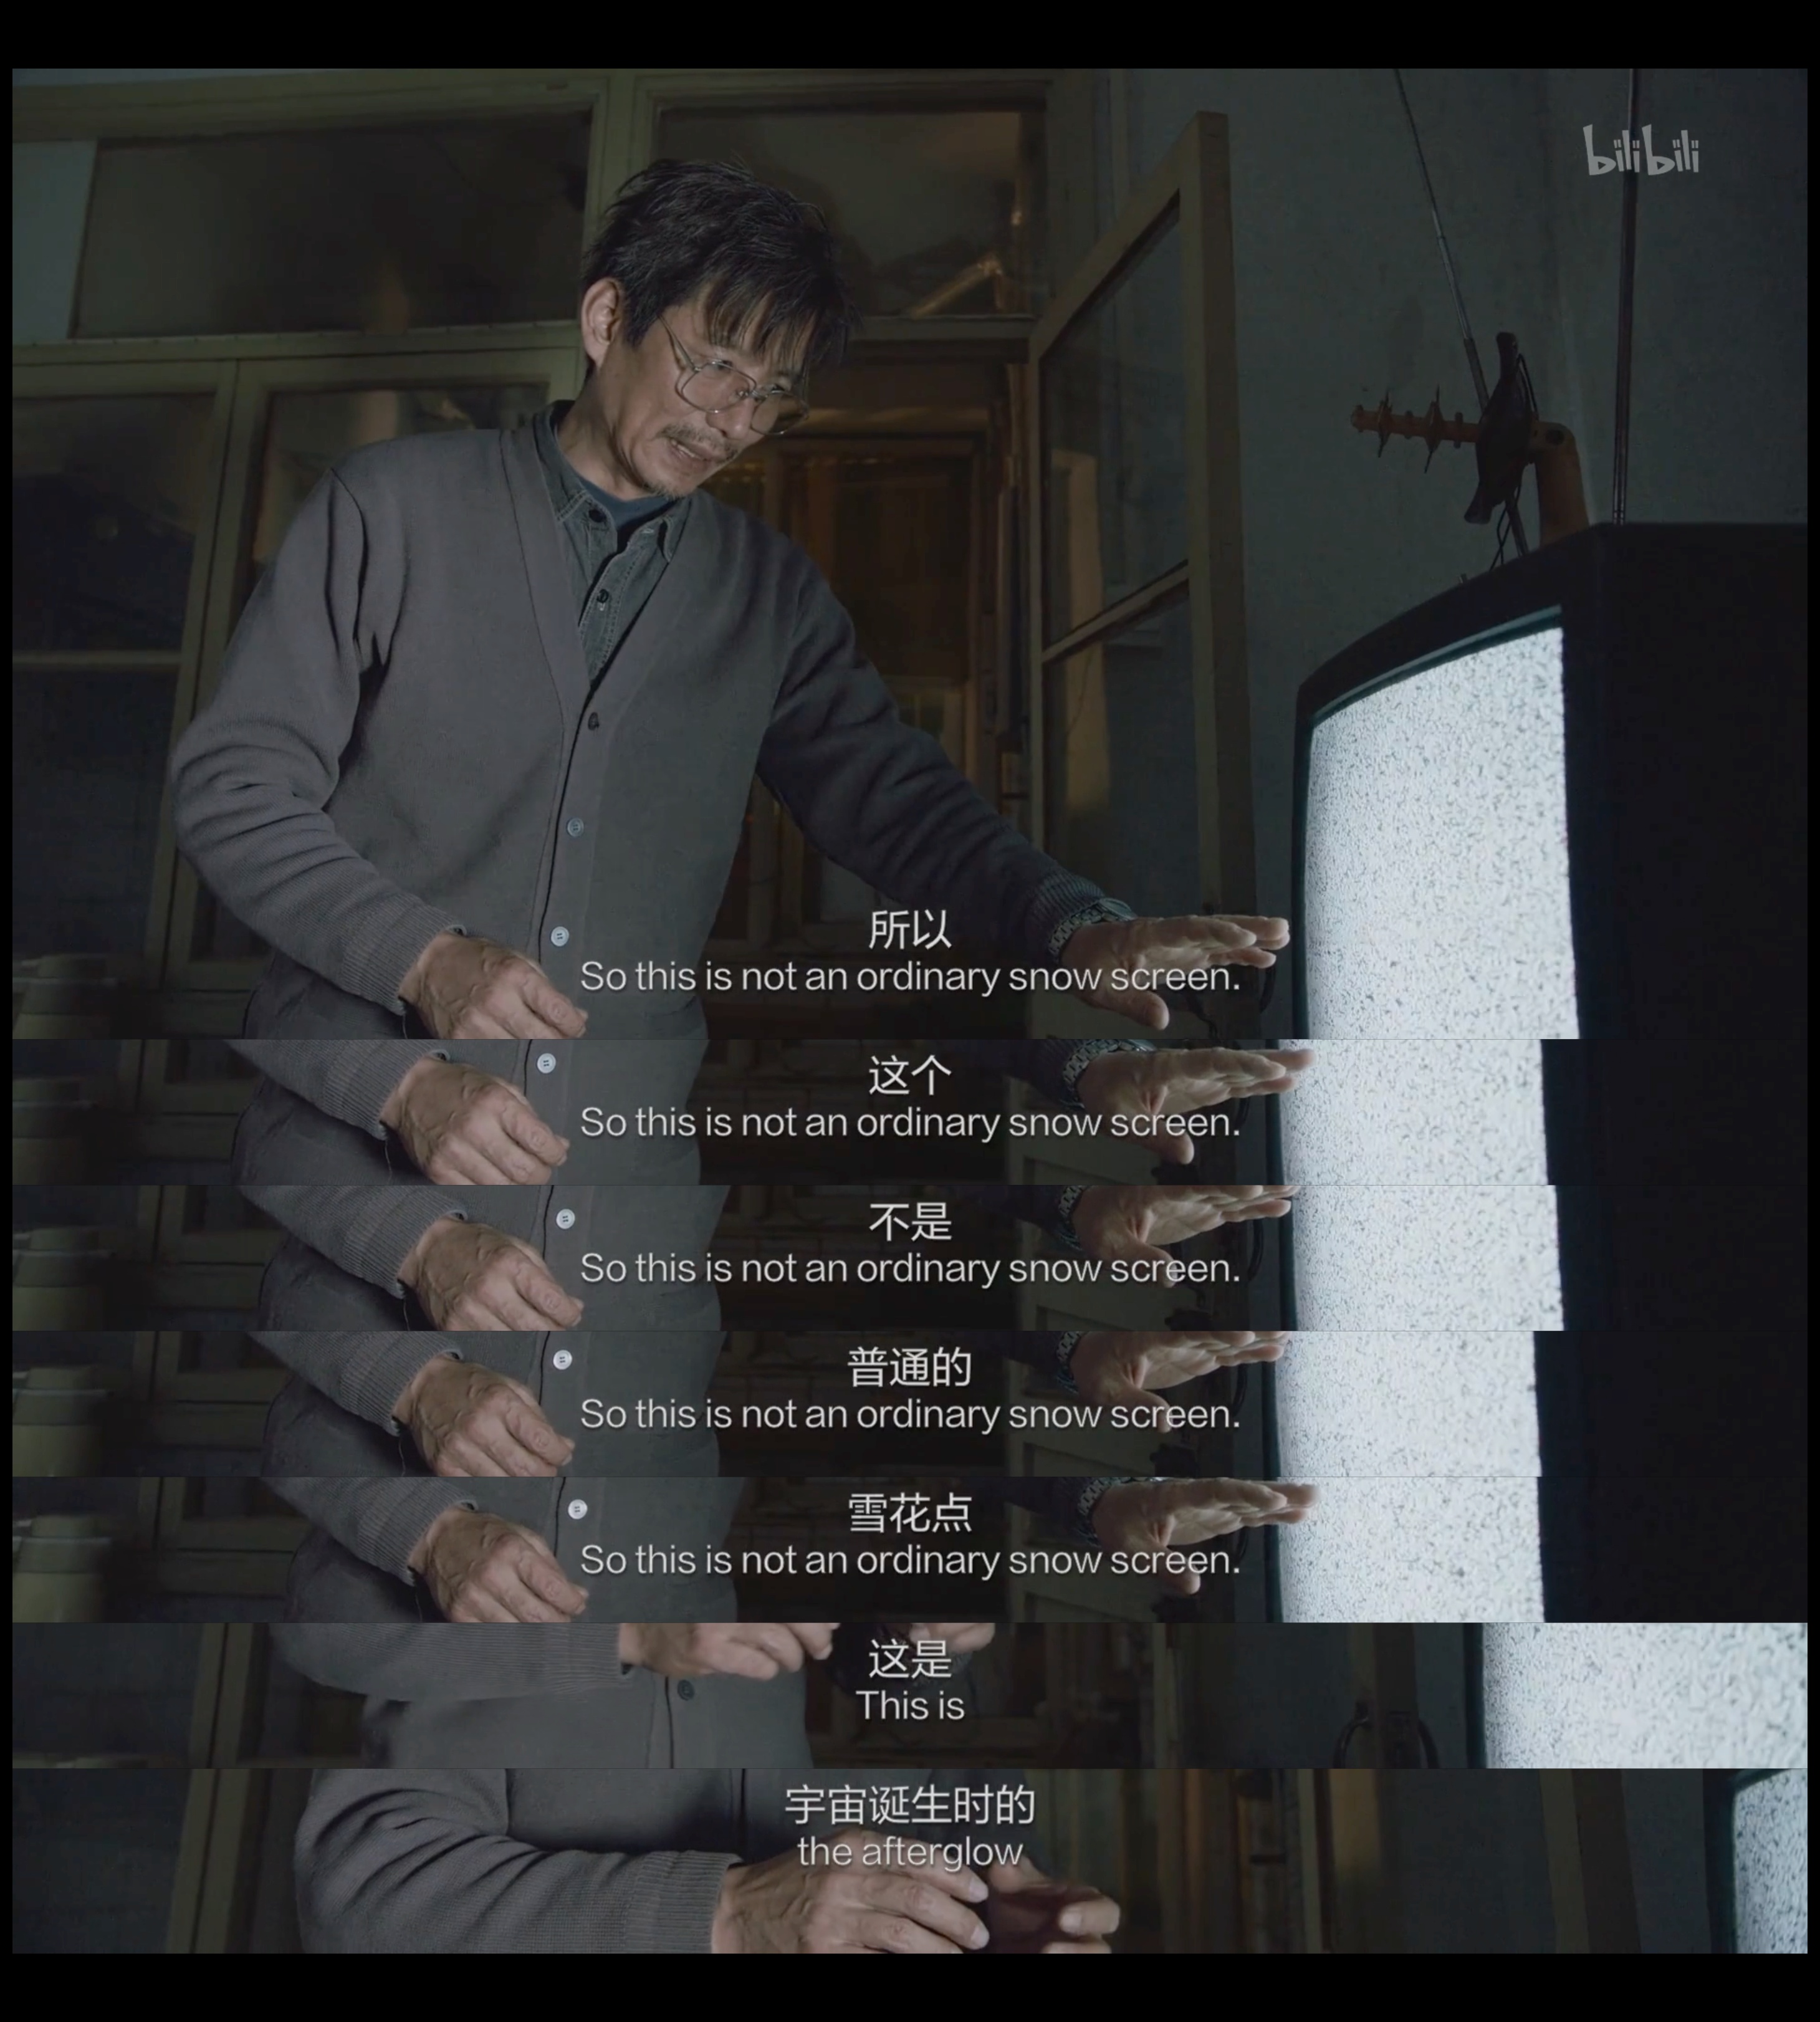 bilibili
所以
So this is not an ordinary snow screen.
这个
So this is not an ordinary snow screen.
不是
So this is not an ordinary snow screen.
普通的
So this is not an ordinary snow screen.
雪花点
So this is not an ordinary snow screen.
这是
This is
宇宙诞生时的
the afterglow